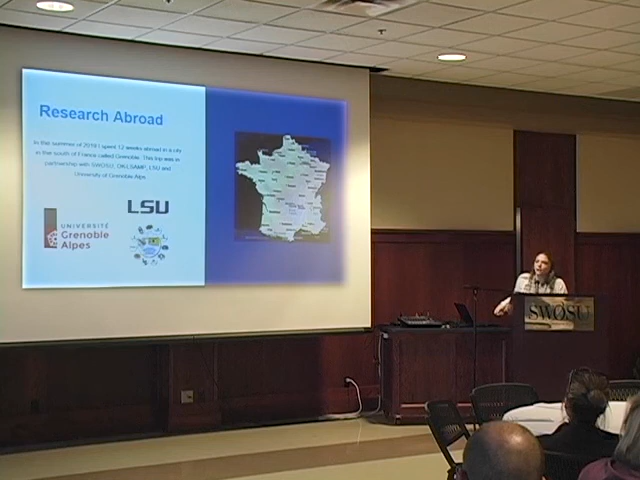 Research Abroad
In the summer of 2019 I spent 12 weeks abroad in a city
in the south of France called Grenoble. This trip was in
partnership with SWOSU, OKLSAMP, LSU and
University of Grenoble Alps.
LSU
UNIVERSITÉ
Grenoble
Alpes
SWOSU